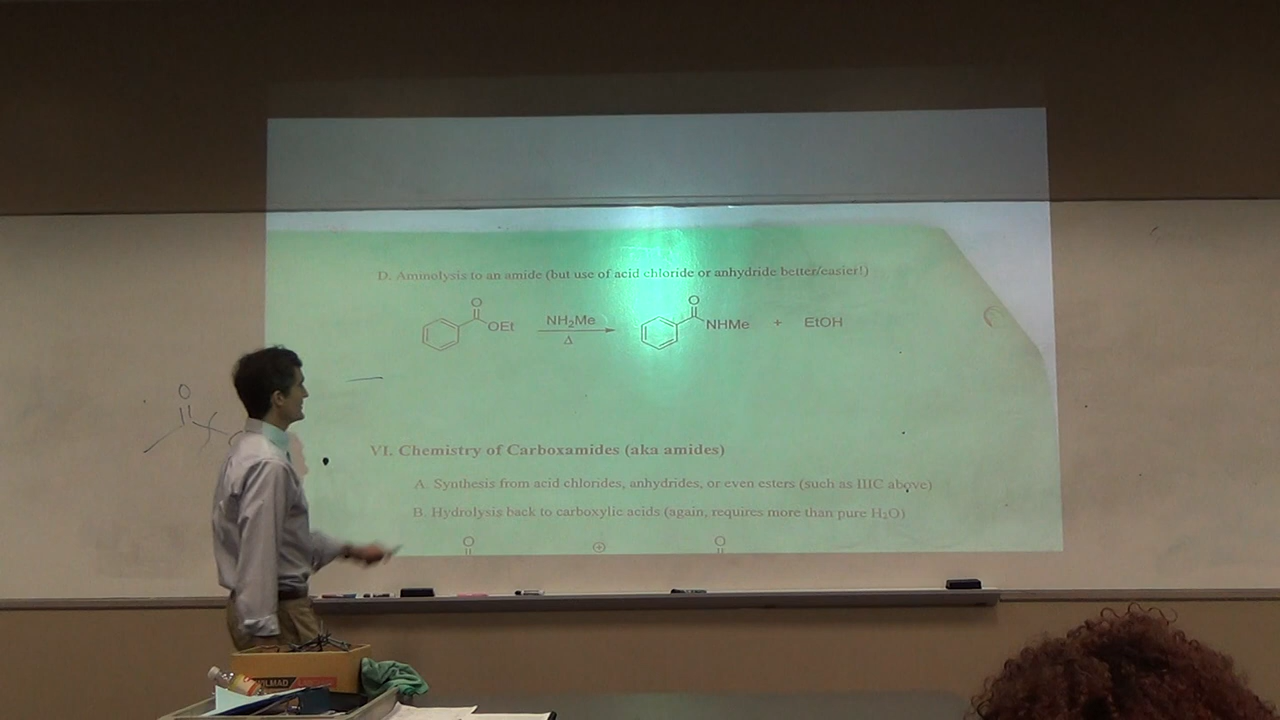 D. Aminolysis to an amide (but use of acid chloride or anhydride better/easier!)
O O
OEt NH₂Me Δ NHMe + EtOH
O
VI. Chemistry of Carboxamides (aka amides)
A. Synthesis from acid chlorides, anhydrides, or even esters (such as IIIC above)
B. Hydrolysis back to carboxylic acids (again, requires more than pure H₂O)
O ⊕ O
WILMAD